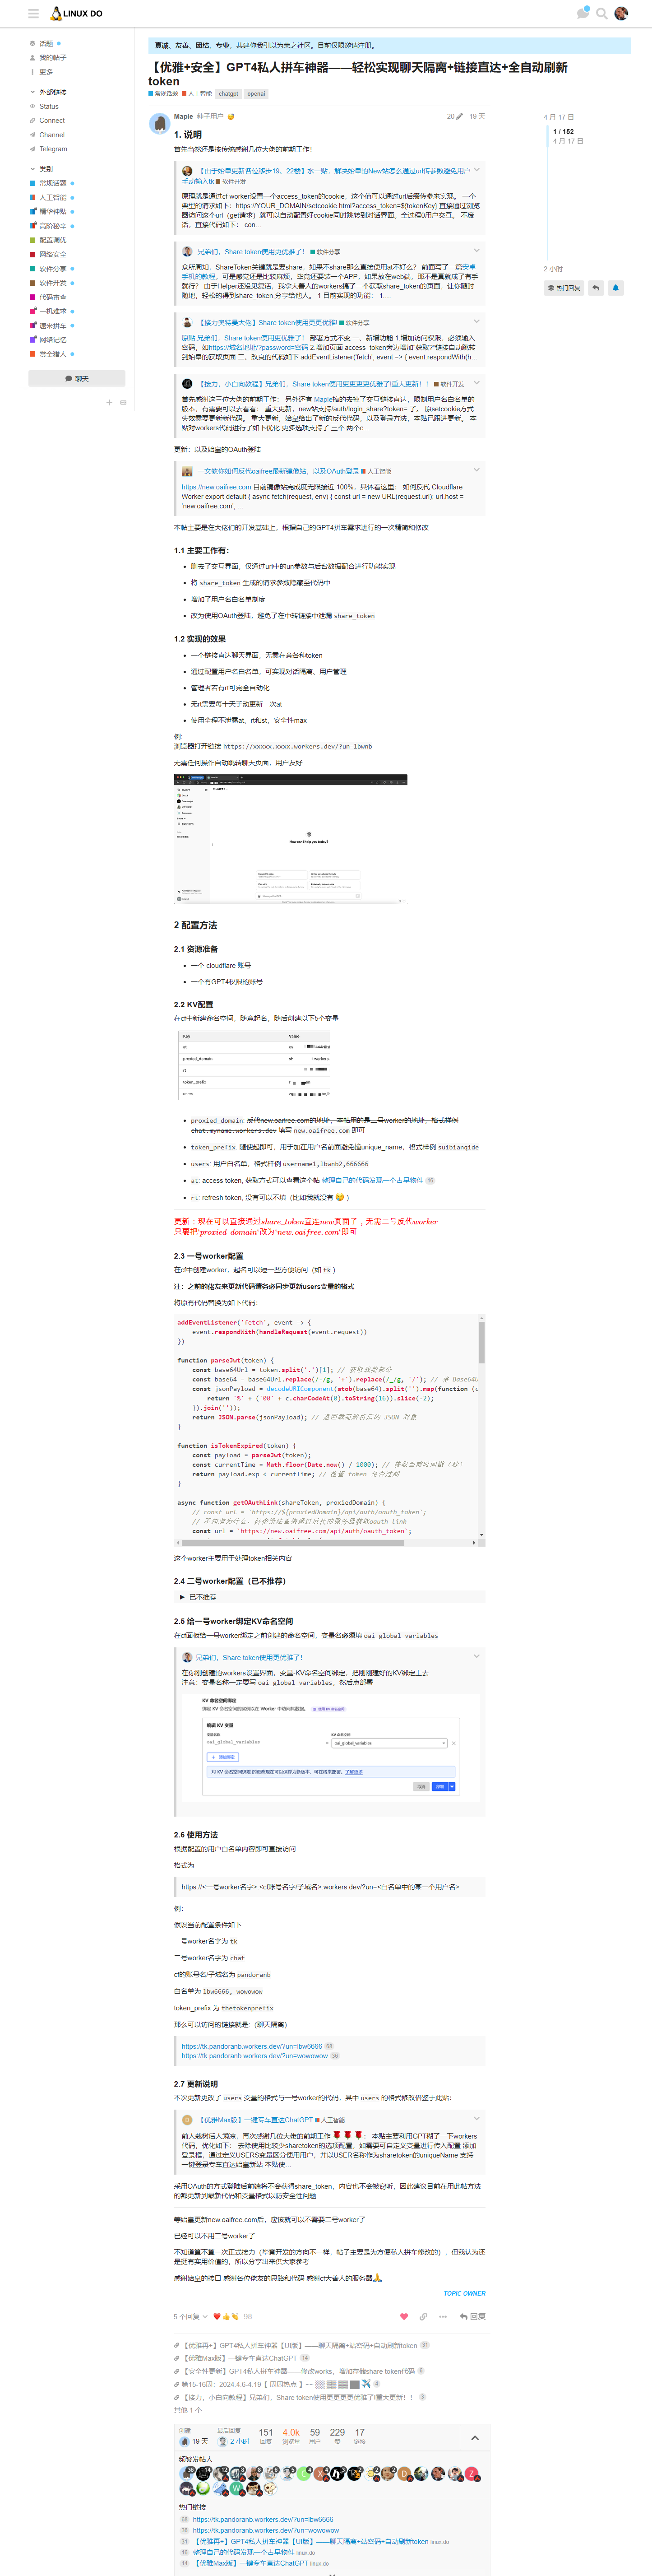 LINUX DO
真诚、友善、团结、专业，共建你我引以为荣之社区。目前仅限邀请注册。
话题
我的帖子
更多
外部链接
Status
Connect
Channel
Telegram
类别
常规话题
人工智能
精华神贴
高阶秘辛
配置调优
网络安全
软件分享
软件开发
代码审查
一机难求
速来拼车
网络记忆
赏金猎人
聊天
【优雅+安全】GPT4私人拼车神器——轻松实现聊天隔离+链接直达+全自动刷新
token
常规话题 人工智能 chatgpt openai
4 月 17 日
1 / 152
4 月 17 日
2 小时
热门回复
Maple 种子用户
20 19 天
1. 说明
首先当然还是按传统感谢几位大佬的前期工作！
【由于始皇更新各位移步19、22楼】水一贴，解决始皇的New站怎么通过url传参数避免用户
手动输入tk 软件开发
原理就是通过cf worker设置一个access_token的cookie，这个值可以通过url后缀传参来实现。 一个
典型的请求如下：https://YOUR_DOMAIN/setcookie.html?access_token=${tokenKey} 直接通过浏览
器访问这个url（get请求）就可以自动配置好cookie同时跳转到对话界面。全过程0用户交互。 不废
话，直接代码如下： con…
兄弟们，Share token使用更优雅了！ 软件分享
众所周知，ShareToken关键就是要share，如果不share那么直接使用at不好么？ 前面写了一篇安卓
手机的教程，可是感觉还是比较麻烦，毕竟还要装一个APP，如果放在web端，那不是真就成了有手
就行？ 由于Helper还没见复活，我拿大善人的workers搞了一个获取share_token的页面，让你随时
随地，轻松的得到share_token,分享给他人。 1 目前实现的功能： 1.…
【接力奥特曼大佬】Share token使用更更优雅! 软件分享
原贴:兄弟们，Share token使用更优雅了！ 部署方式不变 一、新增功能 1.增加访问权限，必须输入
密码，如https://域名地址/?password=密码 2.增加页面 access_token旁边增加“获取?”链接自动跳转
到始皇的获取页面 二、改良的代码如下 addEventListener('fetch', event => { event.respondWith(h…
【接力，小白向教程】兄弟们，Share token使用更更更更优雅了!重大更新！！ 软件开发
首先感谢这三位大佬的前期工作： 另外还有 Maple搞的去掉了交互链接直达，限制用户名白名单的
版本，有需要可以去看看： 重大更新，new站支持/auth/login_share?token= 了。 原setcookie方式
失效需要更新新代码。 重大更新，始皇给出了新的反代代码，以及登录方法，本贴已跟进更新。 本
贴对workers代码进行了如下优化 更多选项支持了 三个 两个c…
更新：以及始皇的OAuth登陆
一文教你如何反代oaifree最新镜像站，以及OAuth登录 人工智能
https://new.oaifree.com 目前镜像站完成度无限接近 100%，具体看这里： 如何反代 Cloudflare
Worker export default { async fetch(request, env) { const url = new URL(request.url); url.host =
'new.oaifree.com'; …
本帖主要是在大佬们的开发基础上，根据自己的GPT4拼车需求进行的一次精简和修改
1.1 主要工作有：
删去了交互界面，仅通过url中的un参数与后台数据配合进行功能实现
将 share_token 生成的请求参数隐藏至代码中
增加了用户名白名单制度
改为使用OAuth登陆，避免了在中转链接中泄漏 share_token
1.2 实现的效果
一个链接直达聊天界面，无需在意各种token
通过配置用户名白名单，可实现对话隔离、用户管理
管理者若有rt可完全自动化
无rt需要每十天手动更新一次at
使用全程不泄露at、rt和st，安全性max
例:
浏览器打开链接 https://xxxxx.xxxx.workers.dev/?un=lbwnb
无需任何操作自动跳转聊天页面，用户友好
How can I help you today?
2 配置方法
2.1 资源准备
一个 cloudflare 账号
一个有GPT4权限的账号
2.2 KV配置
在cf中新建命名空间，随意起名，随后创建以下5个变量
Key Value
at
proxied_domain
rt
token_prefix
users
proxied_domain: 反代new.oaifree.com的地址，本帖用的是二号worker的地址，格式样例
chat.myname.workers.dev 填写 new.oaifree.com 即可
token_prefix: 随便起即可，用于加在用户名前面避免撞unique_name，格式样例 suibianqide
users: 用户白名单，格式样例 username1,lbwnb2,666666
at: access token, 获取方式可以查看这个帖 整理自己的代码发现一个古早物件
rt: refresh token, 没有可以不填（比如我就没有 ）
更新：现在可以直接通过share_token直连new页面了，无需二号反代worker
只要把'proxied_domain'改为'new.oaifree.com'即可
2.3 一号worker配置
在cf中创建worker，起名可以短一些方便访问（如 tk ）
注：之前的佬友来更新代码请务必同步更新users变量的格式
将原有代码替换为如下代码：
addEventListener('fetch', event => {
event.respondWith(handleRequest(event.request))
})
function parseJwt(token) {
const base64Url = token.split('.')[1]; // 获取载荷部分
const base64 = base64Url.replace(/-/g, '+').replace(/_/g, '/'); // 将 Base64U
const jsonPayload = decodeURIComponent(atob(base64).split('').map(function (c
return '%' + ('00' + c.charCodeAt(0).toString(16)).slice(-2);
}).join(''));
return JSON.parse(jsonPayload); // 返回载荷解析后的 JSON 对象
}
function isTokenExpired(token) {
const payload = parseJwt(token);
const currentTime = Math.floor(Date.now() / 1000); // 获取当前时间戳（秒）
return payload.exp < currentTime; // 检查 token 是否过期
}
async function getOAuthLink(shareToken, proxiedDomain) {
// const url = `https://${proxiedDomain}/api/auth/oauth_token`;
// 不知道为什么，好像没法直接通过反代的服务器获取oauth link
const url = `https://new.oaifree.com/api/auth/oauth_token`;
这个worker主要用于处理token相关内容
2.4 二号worker配置（已不推荐）
已不推荐
2.5 给一号worker绑定KV命名空间
在cf面板给一号worker绑定之前创建的命名空间，变量名必须填 oai_global_variables
兄弟们，Share token使用更优雅了！
在你刚创建的workers设置界面，变量-KV命名空间绑定，把刚刚建好的KV绑定上去
注意：变量名称一定要写 oai_global_variables，然后点部署
KV 命名空间绑定
编辑 KV 变量
变量名称 KV 命名空间
oai_global_variables = oai_global_variables
取消 部署
2.6 使用方法
根据配置的用户白名单内容即可直接访问
格式为
https://<一号worker名字>.<cf账号名字/子域名>.workers.dev/?un=<白名单中的某一个用户名>
例：
假设当前配置条件如下
一号worker名字为 tk
二号worker名字为 chat
cf的账号名/子域名为 pandoranb
白名单为 lbw6666, wowowow
token_prefix 为 thetokenprefix
那么可以访问的链接就是:（聊天隔离）
https://tk.pandoranb.workers.dev/?un=lbw6666 68
https://tk.pandoranb.workers.dev/?un=wowowow 36
2.7 更新说明
本次更新更改了 users 变量的格式与一号worker的代码，其中 users 的格式修改借鉴于此贴：
【优雅Max版】一键专车直达ChatGPT 人工智能
前人栽树后人乘凉，再次感谢几位大佬的前期工作 ： 本贴主要利用GPT糊了一下workers
代码，优化如下： 去除使用比较少sharetoken的选项配置，如需要可自定义变量进行传入配置 添加
登录框，通过定义USERS变量区分使用用户，并以USER名称作为sharetoken的uniqueName 支持
一键登录专车直达始皇新站 本贴使…
采用OAuth的方式登陆后前端将不会获得share_token，内容也不会被窃听，因此建议目前在用此帖方法
的都更新到最新代码和变量格式以防安全性问题
等始皇更新new.oaifree.com后，应该就可以不需要二号worker了
已经可以不用二号worker了
不知道算不算一次正式接力（毕竟开发的方向不一样，帖子主要是为方便私人拼车修改的），但我认为还
是挺有实用价值的，所以分享出来供大家参考
感谢始皇的接口 感谢各位佬友的思路和代码 感谢cf大善人的服务器
TOPIC OWNER
5 个回复 98 回复
【优雅再+】GPT4私人拼车神器【UI版】——聊天隔离+站密码+自动刷新token 31
【优雅Max版】一键专车直达ChatGPT 14
【安全性更新】GPT4私人拼车神器——修改works，增加存储share token代码 8
第15-16周：2024 4.6-4.19【 周周热点 】~~ 4
【接力，小白向教程】兄弟们，Share token使用更更更更优雅了!重大更新！！ 3
其他 1 个
创建 最后回复 151 4.0k 59 229 17
19 天 2 小时 回复 浏览量 用户 赞 链接
频繁发帖人
热门链接
68 https://tk.pandoranb.workers.dev/?un=lbw6666
36 https://tk.pandoranb.workers.dev/?un=wowowow
31 【优雅再+】GPT4私人拼车神器【UI版】——聊天隔离+站密码+自动刷新token linux.do
19 整理自己的代码发现一个古早物件 linux.do
14 【优雅Max版】一键专车直达ChatGPT linux.do